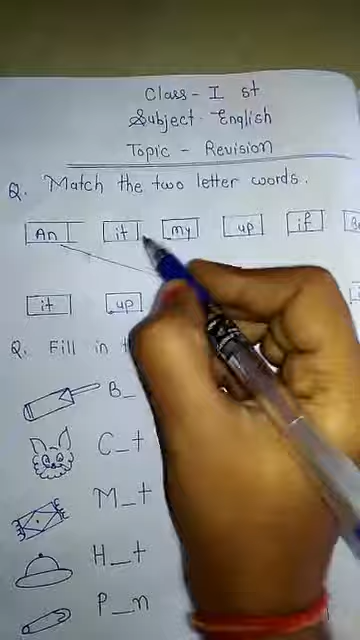 Class - I st
Subject - English
Topic - Revision
Q. Match the two letter words.
An it my up if
it up
Q. Fill in
B_
C_t
M_t
H_t
P_n